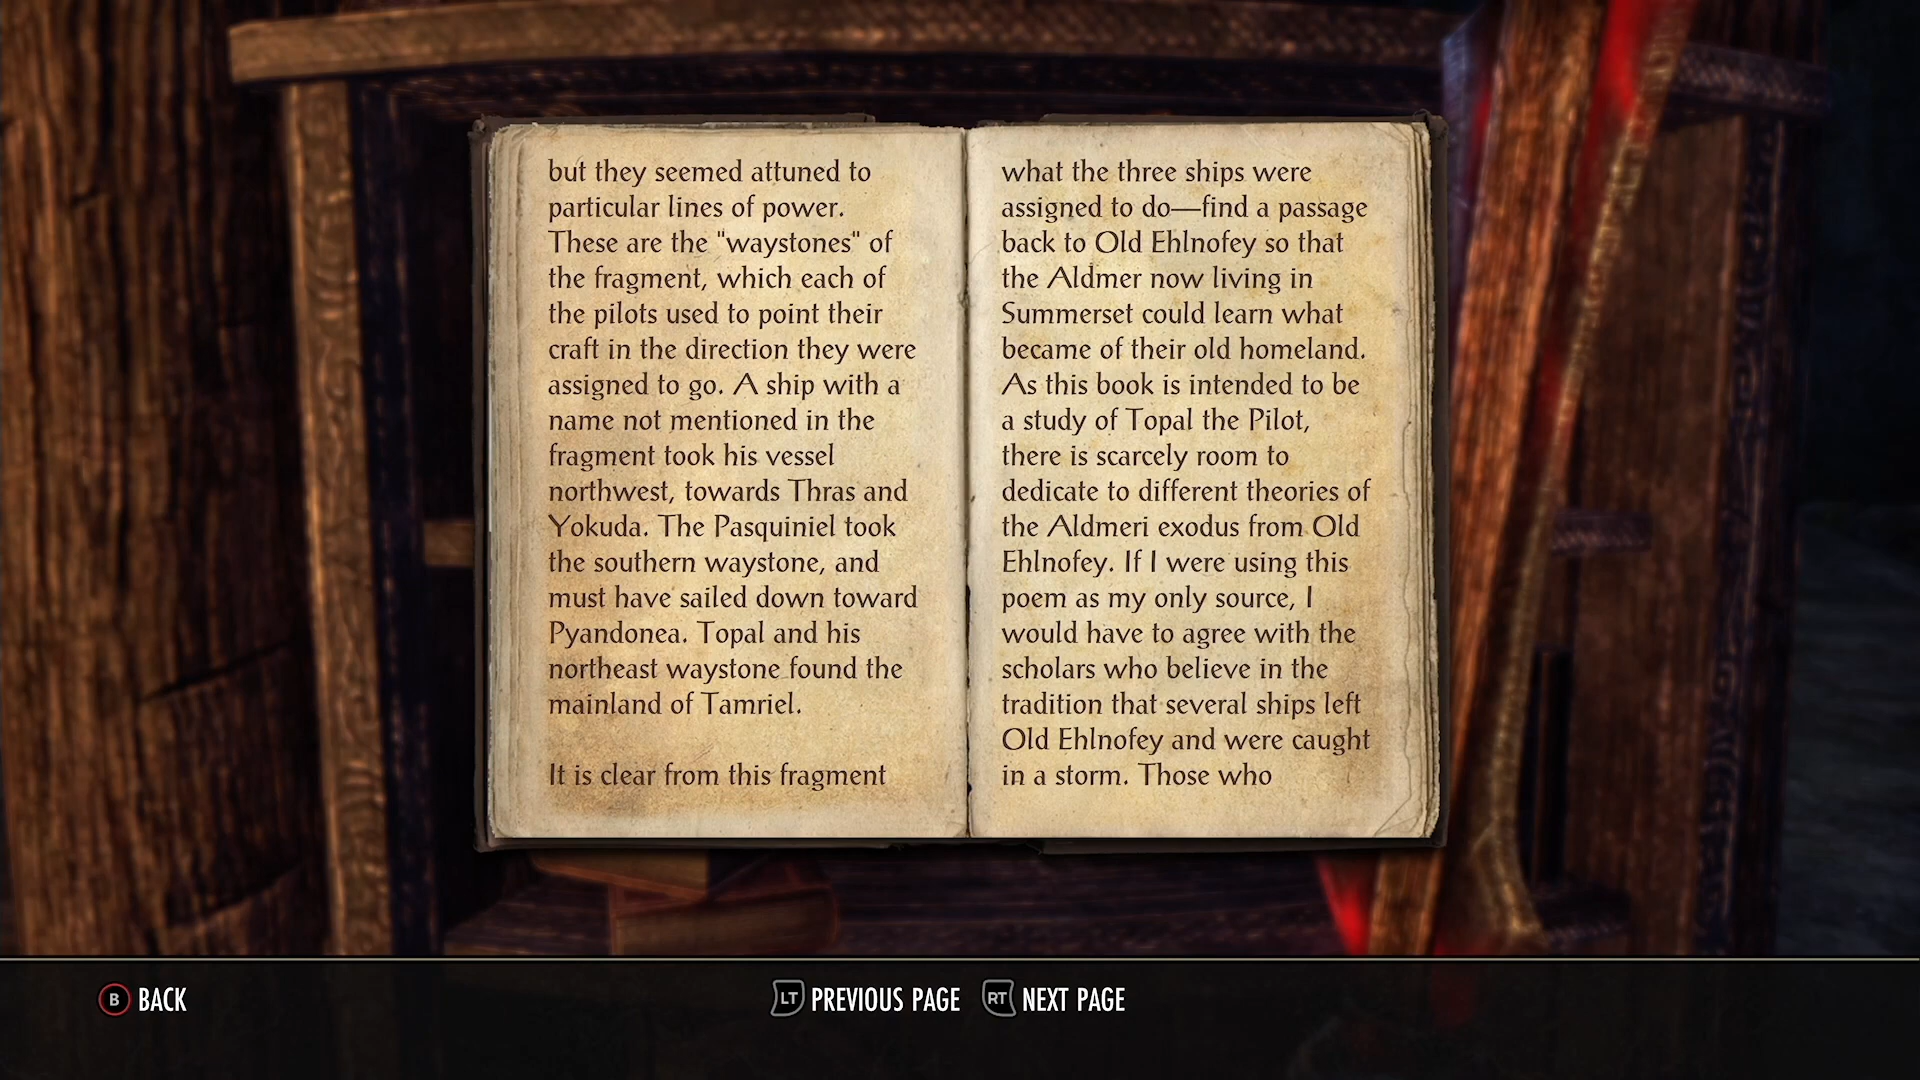 but they seemed attuned to
particular lines of power.
These are the "waystones" of
the fragment, which each of
the pilots used to point their
craft in the direction they were
assigned to go. A ship with a
name not mentioned in the
fragment took his vessel
northwest, towards Thras and
Yokuda. The Pasquiniel took
the southern waystone, and
must have sailed down toward
Pyandonea. Topal and his
northeast waystone found the
mainland of Tamriel.
It is clear from this fragment
what the three ships were
assigned to do—find a passage
back to Old Ehlnofey so that
the Aldmer now living in
Summerset could learn what
became of their old homeland.
As this book is intended to be
a study of Topal the Pilot,
there is scarcely room to
dedicate to different theories of
the Aldmeri exodus from Old
Ehlnofey. If I were using this
poem as my only source, I
would have to agree with the
scholars who believe in the
tradition that several ships left
Old Ehlnofey and were caught
in a storm. Those who
B BACK
LT PREVIOUS PAGE RT NEXT PAGE